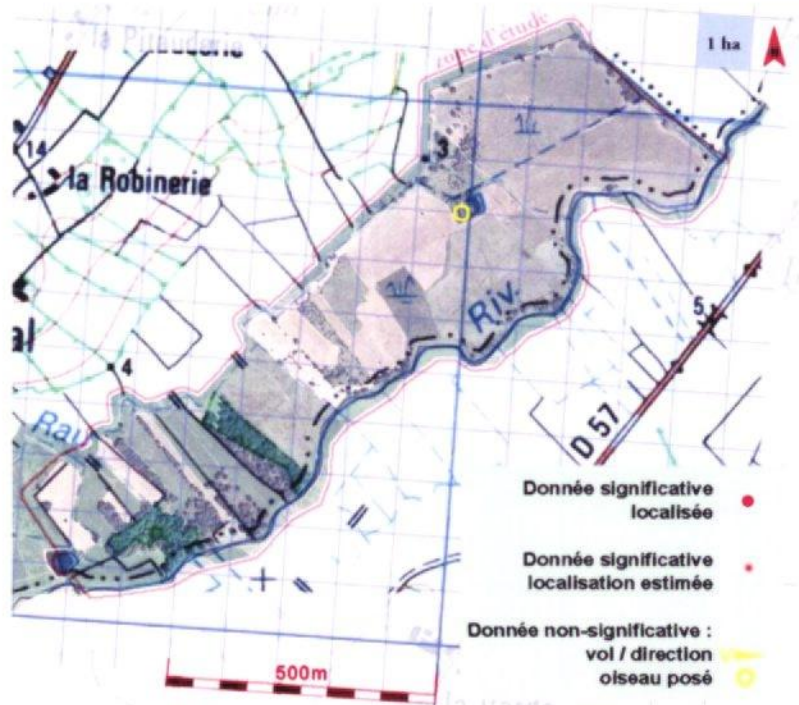 la Pitauderie
zone d'étude
1 ha
14
la Robinerie
3
al
4
Riv.
5
Rau
D 57
Donnée significative
localisée
Donnée significative
localisation estimée
Donnée non-significative :
vol / direction
oiseau posé
500m